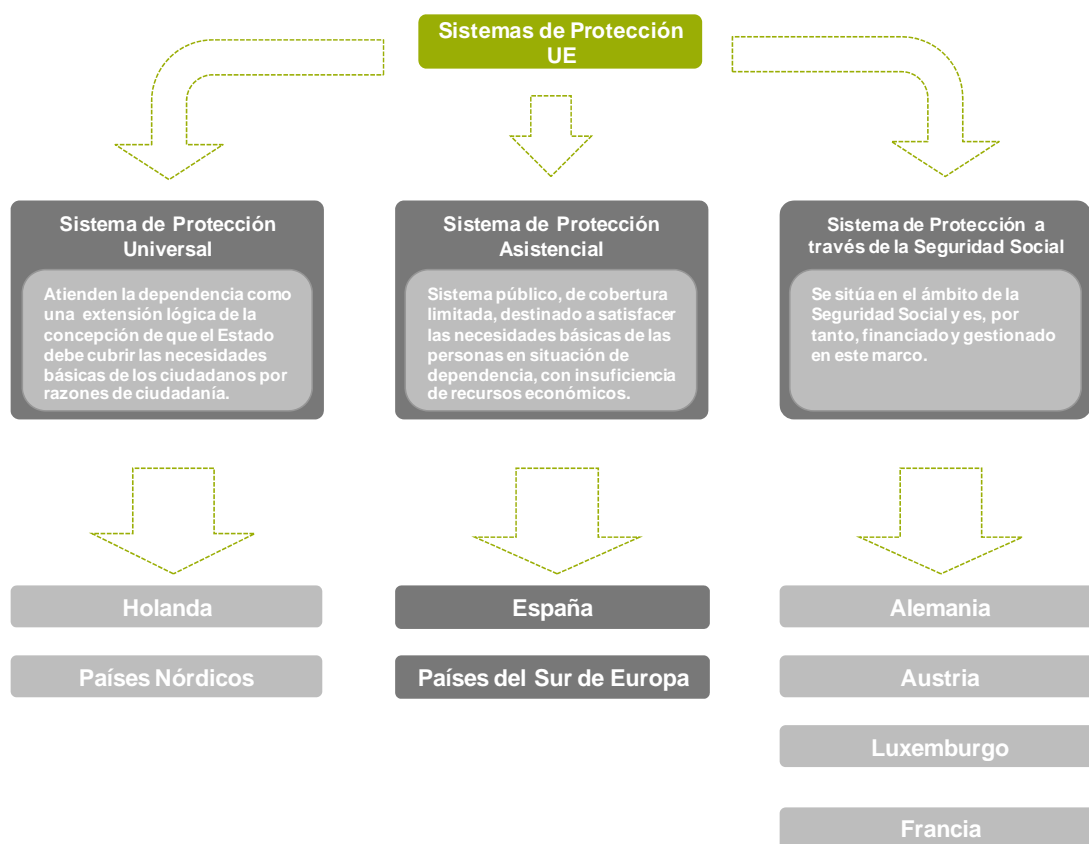 Sistemas de Protección
UE
Sistema de Protección
Universal
Atienden la dependencia como
una extensión lógica de la
concepción de que el Estado
debe cubrir las necesidades
básicas de los ciudadanos por
razones de ciudadanía.
Holanda
Países Nórdicos
Sistema de Protección
Asistencial
Sistema público, de cobertura
limitada, destinado a satisfacer
las necesidades básicas de las
personas en situación de
dependencia, con insuficiencia
de recursos económicos.
España
Países del Sur de Europa
Sistema de Protección a
través de la Seguridad Social
Se sitúa en el ámbito de la
Seguridad Social y es, por
tanto, financiado y gestionado
en este marco.
Alemania
Austria
Luxemburgo
Francia